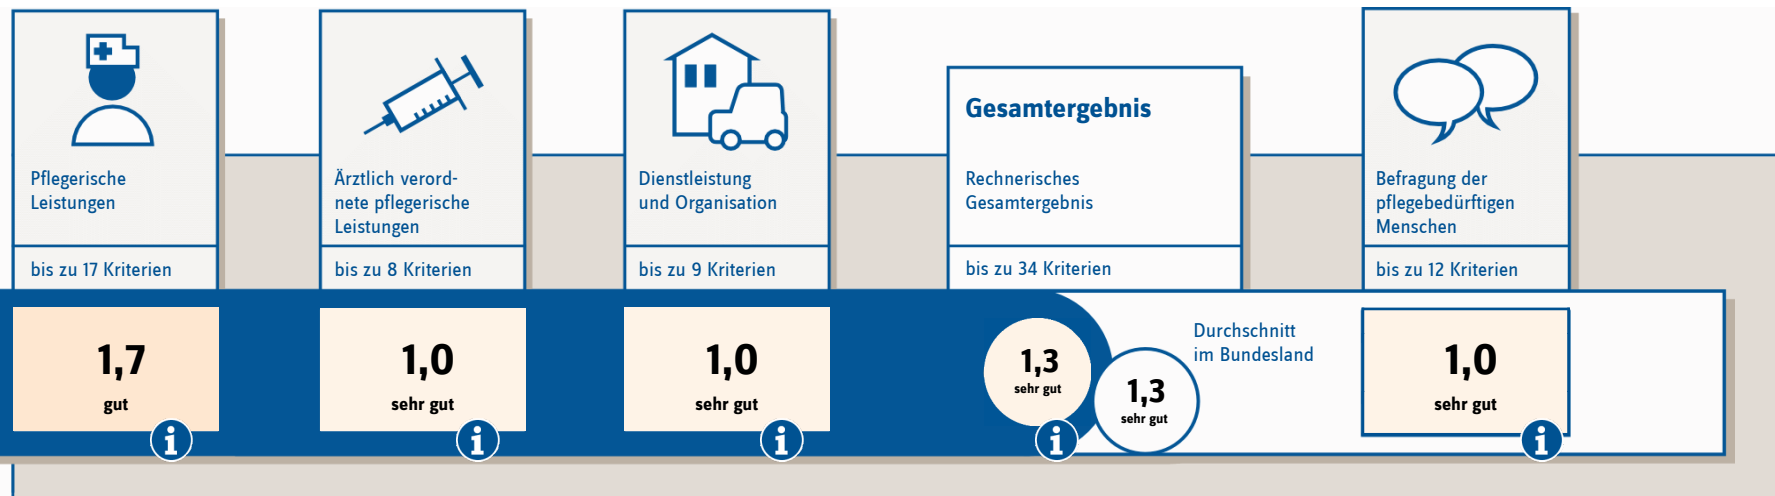 Pflegerische
Leistungen
bis zu 17 Kriterien
1,7
gut
i
Ärztlich verord-
nete pflegerische
Leistungen
bis zu 8 Kriterien
1,0
sehr gut
i
Dienstleistung
und Organisation
bis zu 9 Kriterien
1,0
sehr gut
i
Gesamtergebnis
Rechnerisches
Gesamtergebnis
bis zu 34 Kriterien
1,3
sehr gut
i
1,3
sehr gut
Durchschnitt
im Bundesland
Befragung der
pflegebedürftigen
Menschen
bis zu 12 Kriterien
1,0
sehr gut
i